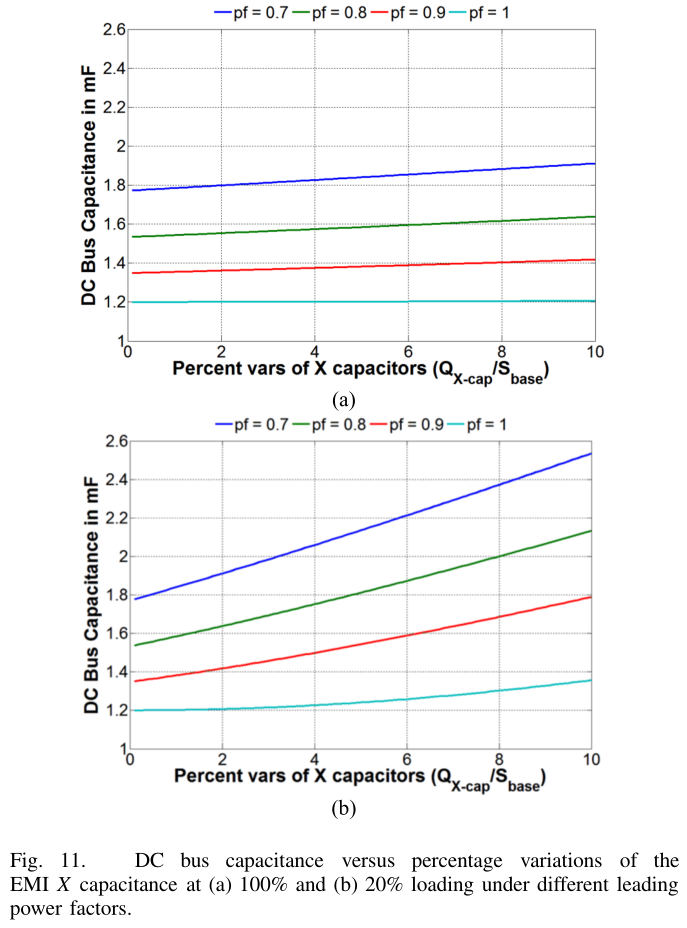 pf = 0.7 pf = 0.8 pf = 0.9 pf = 1
2.6
2.4
2.2
2
1.8
1.6
1.4
1.2
1
DC Bus Capacitance in mF
0 2 4 6 8 10
Percent vars of X capacitors (Q_X-cap/S_base)
(a)
pf = 0.7 pf = 0.8 pf = 0.9 pf = 1
2.6
2.4
2.2
2
1.8
1.6
1.4
1.2
1
DC Bus Capacitance in mF
0 2 4 6 8 10
Percent vars of X capacitors (Q_X-cap/S_base)
(b)
Fig. 11. DC bus capacitance versus percentage variations of the
EMI X capacitance at (a) 100% and (b) 20% loading under different leading
power factors.